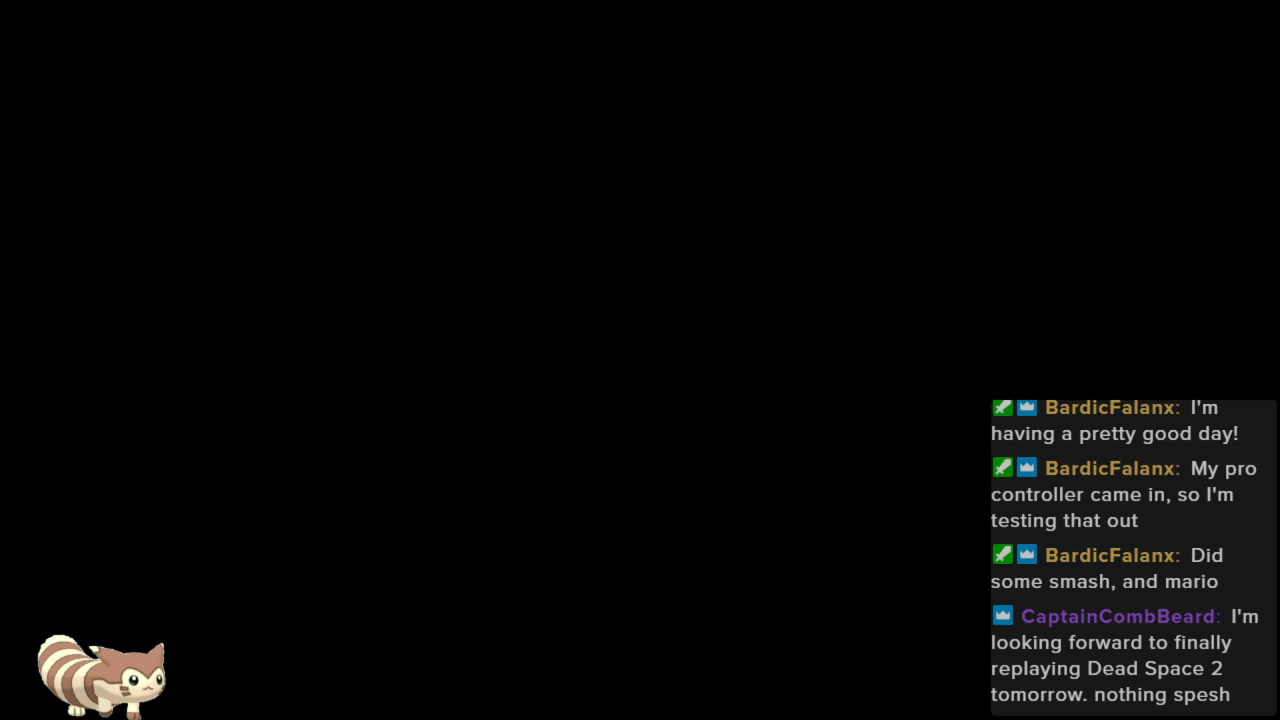 BardicFalanx: I'm
having a pretty good day!
BardicFalanx: My pro
controller came in, so I'm
testing that out
BardicFalanx: Did
some smash, and mario
CaptainCombBeard: I'm
looking forward to finally
replaying Dead Space 2
tomorrow. nothing spesh